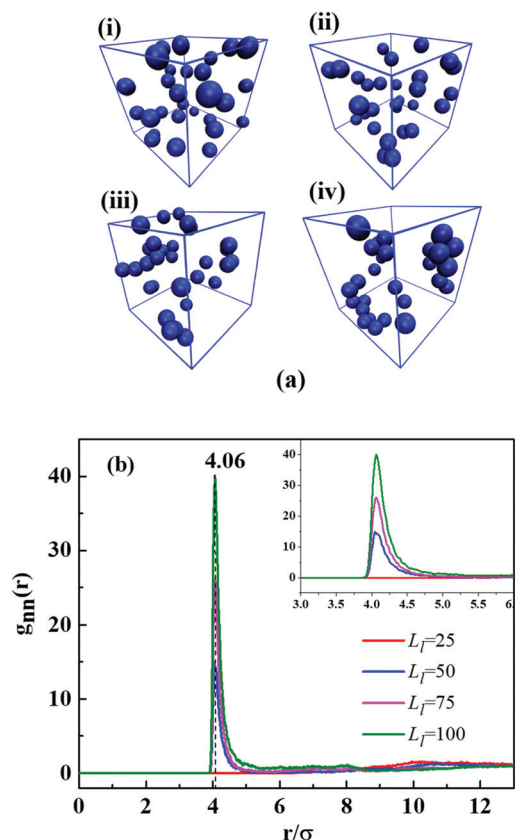 (i) (ii)
(iii) (iv)
(a)
(b)
4.06
40
30
20
10
0
g_nn(r)
0 2 4 6 8 10 12
r/σ
40
30
20
10
0
3.0 3.5 4.0 4.5 5.0 5.5 6.0
L_l=25
L_l=50
L_l=75
L_l=100